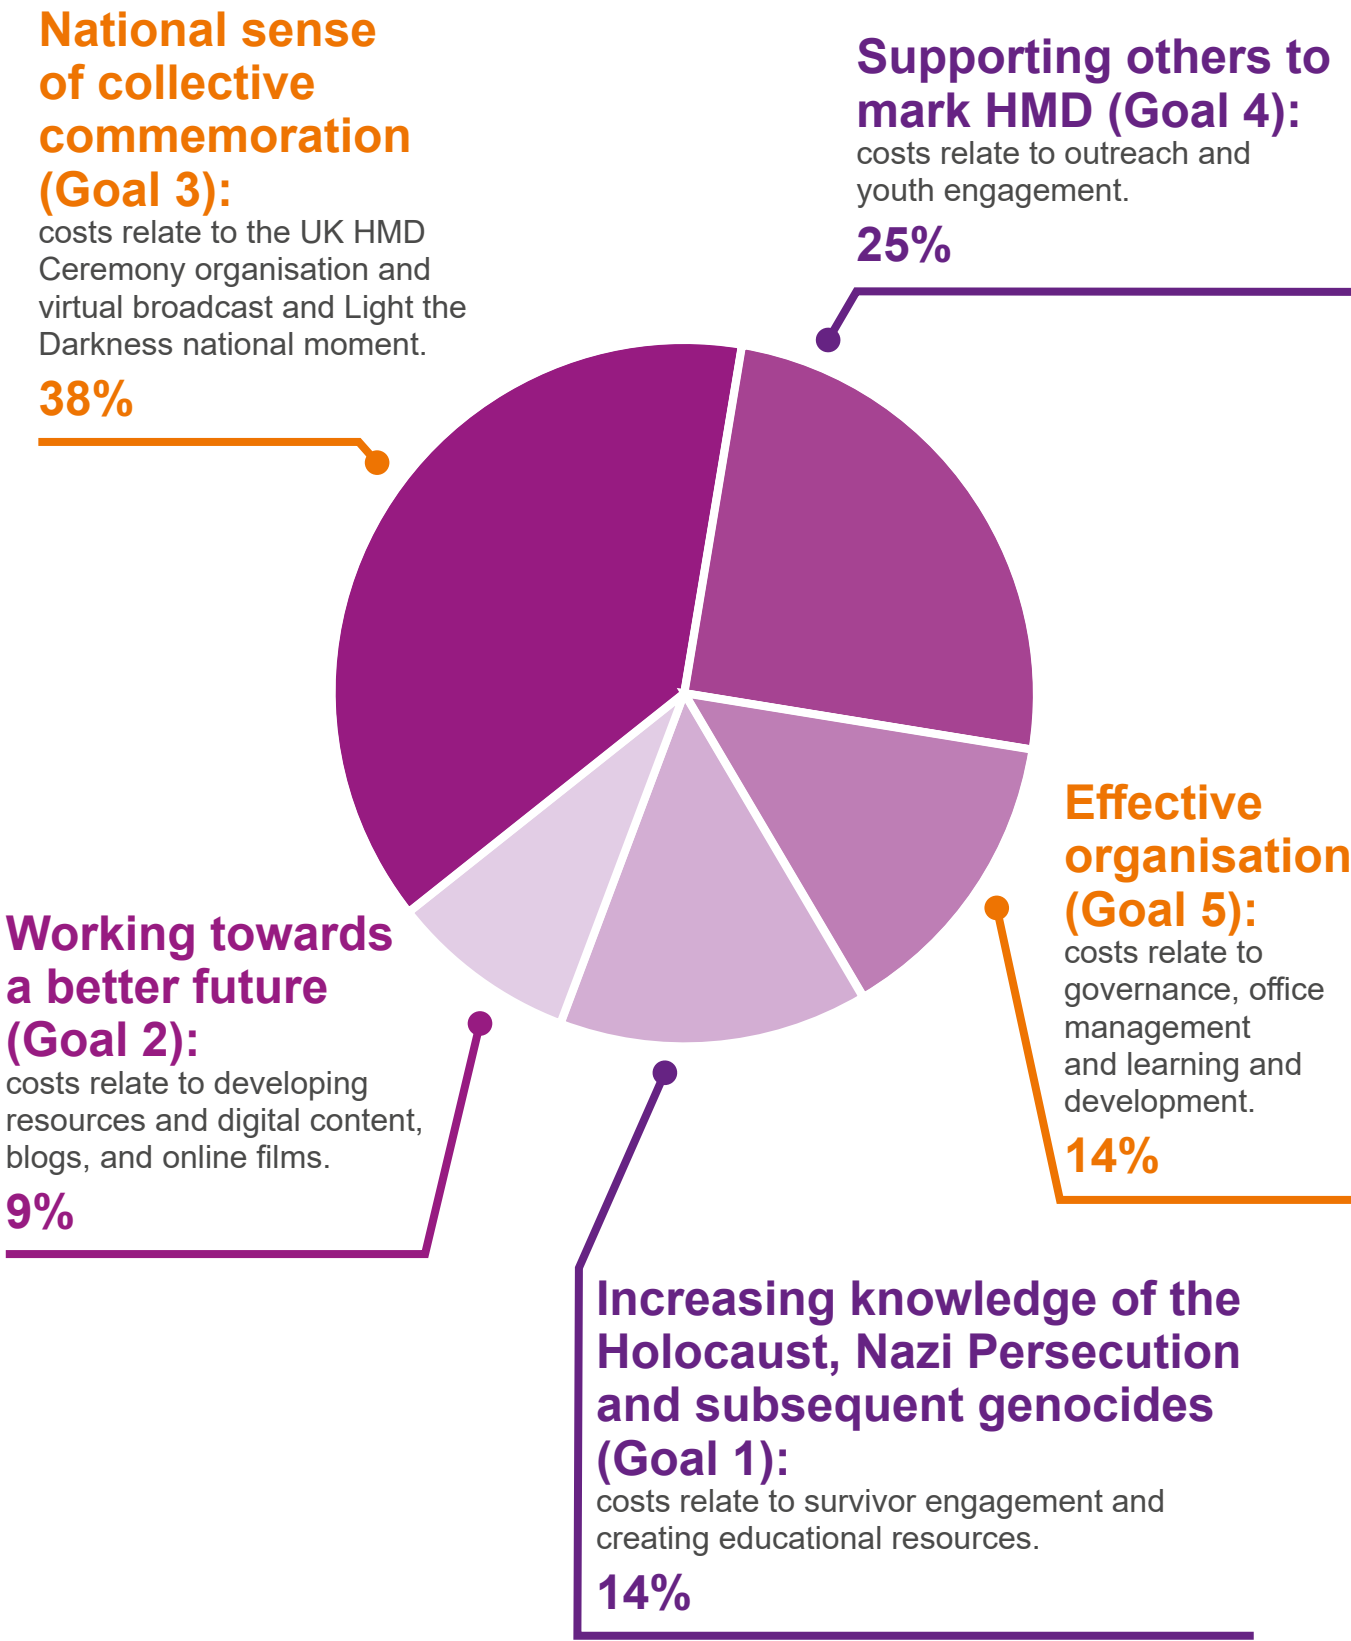 National sense
of collective
commemoration
(Goal 3):
costs relate to the UK HMD
Ceremony organisation and
virtual broadcast and Light the
Darkness national moment.
38%
Supporting others to
mark HMD (Goal 4):
costs relate to outreach and
youth engagement.
25%
Effective
organisation
(Goal 5):
costs relate to
governance, office
management
and learning and
development.
14%
Working towards
a better future
(Goal 2):
costs relate to developing
resources and digital content,
blogs, and online films.
9%
Increasing knowledge of the
Holocaust, Nazi Persecution
and subsequent genocides
(Goal 1):
costs relate to survivor engagement and
creating educational resources.
14%